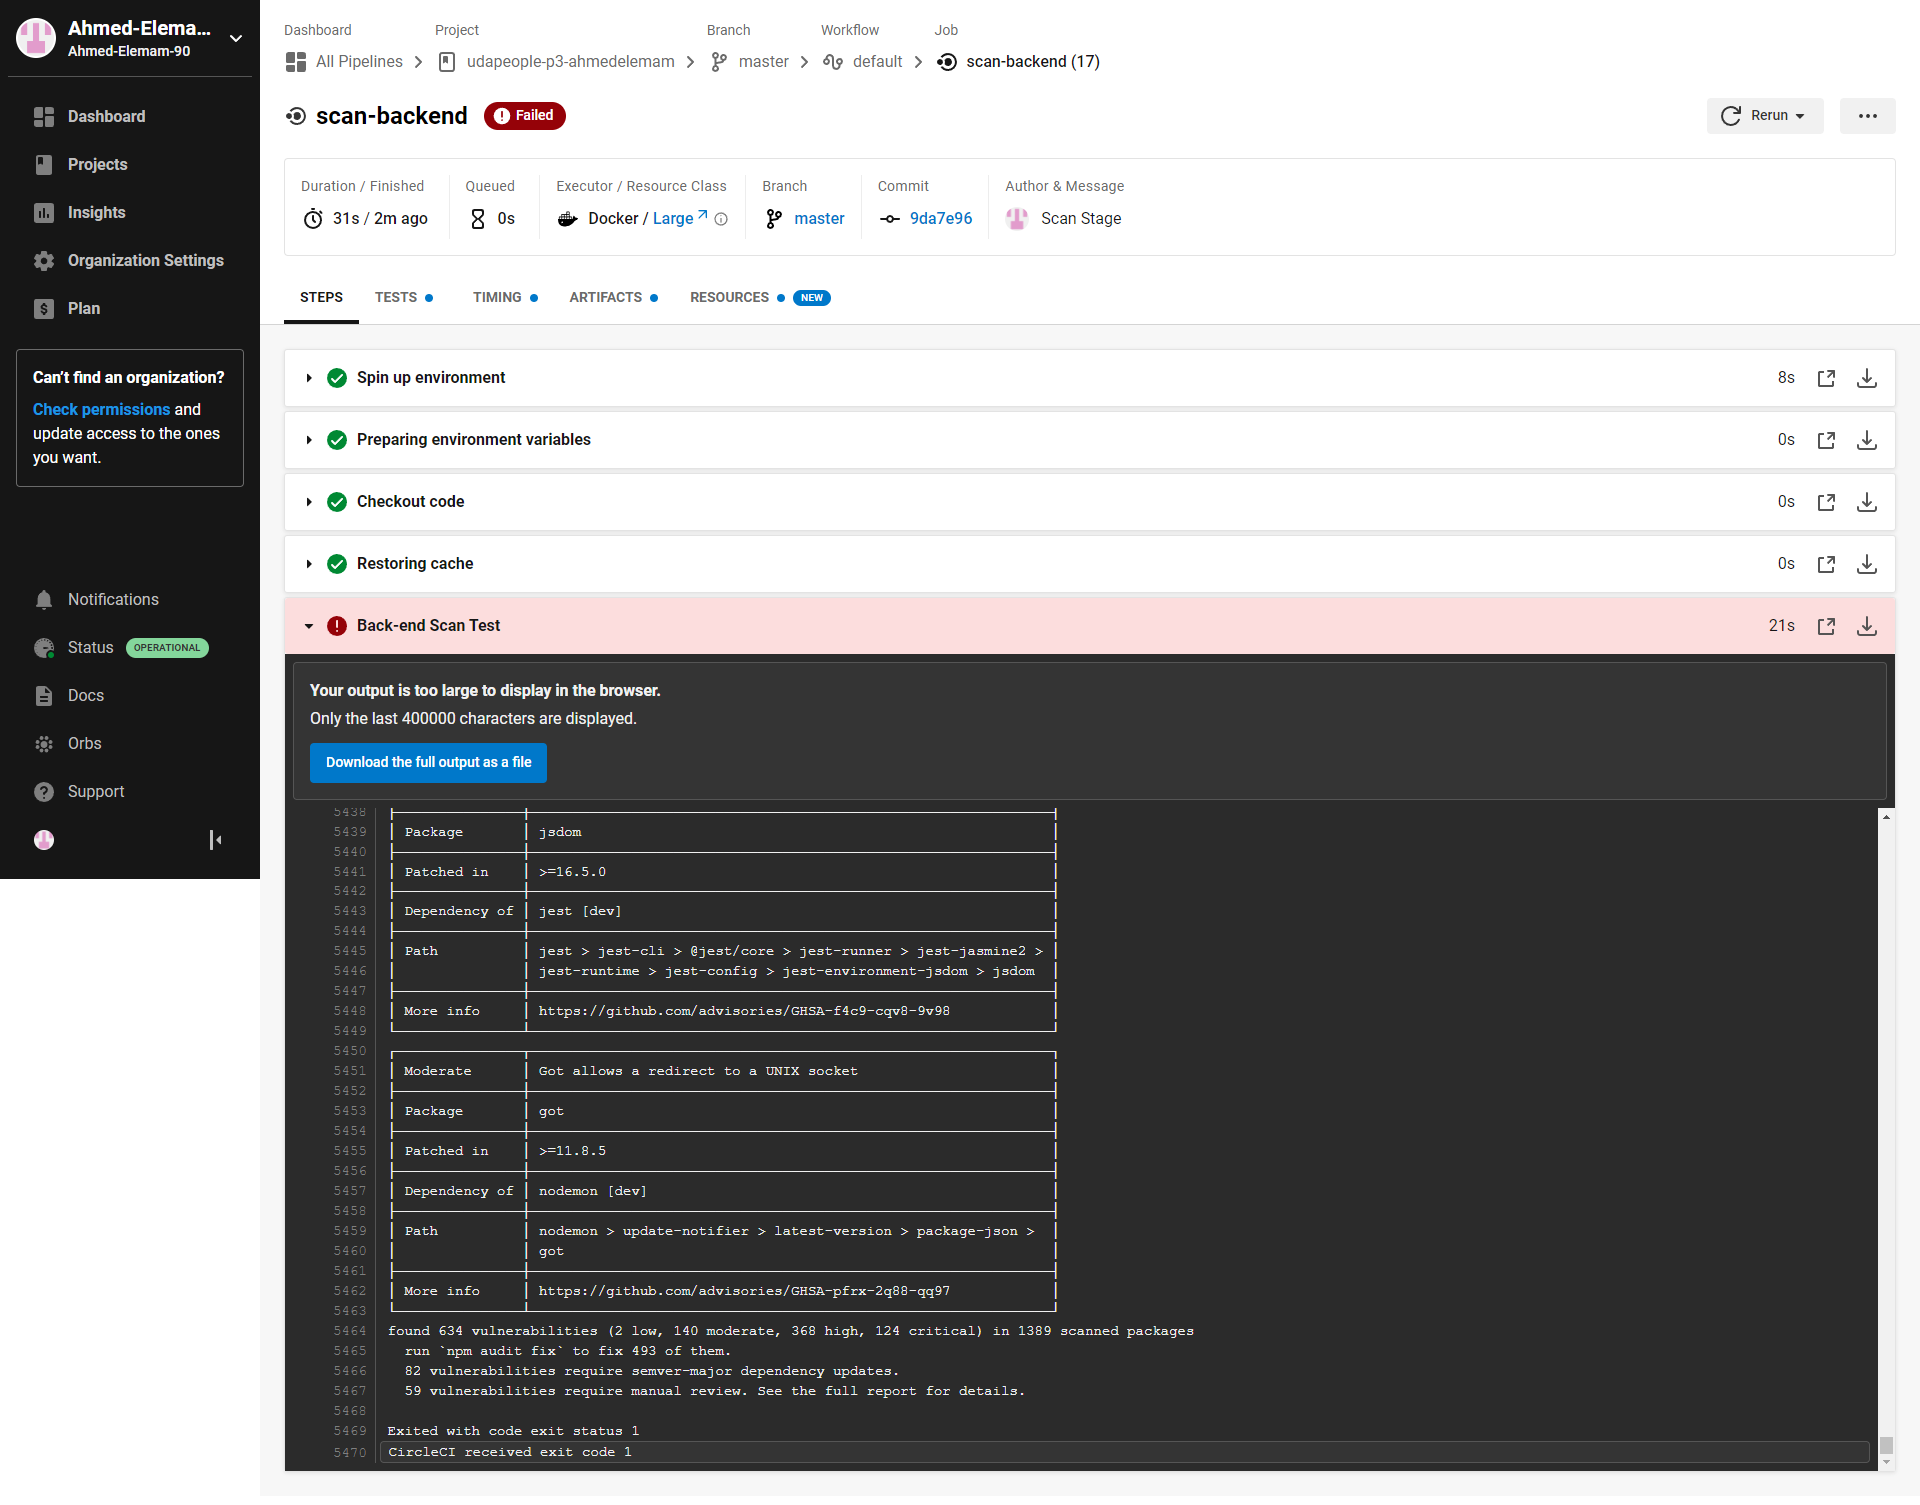 Ahmed-Elema...
Ahmed-Elemam-90
Dashboard
Projects
Insights
Organization Settings
Plan
Can't find an organization?
Check permissions and
update access to the ones
you want.
Notifications
Status OPERATIONAL
Docs
Orbs
Support
Dashboard Project Branch Workflow Job
All Pipelines udapeople-p3-ahmedelemam master default scan-backend (17)
scan-backend Failed
Rerun
Duration / Finished Queued Executor / Resource Class Branch Commit Author & Message
31s / 2m ago 0s Docker / Large master 9da7e96 Scan Stage
STEPS TESTS TIMING ARTIFACTS RESOURCES NEW
Spin up environment 8s
Preparing environment variables 0s
Checkout code 0s
Restoring cache 0s
Back-end Scan Test 21s
Your output is too large to display in the browser.
Only the last 400000 characters are displayed.
Download the full output as a file
5438
5439 Package jsdom
5440
5441 Patched in >=16.5.0
5442
5443 Dependency of jest [dev]
5444
5445 Path jest > jest-cli > @jest/core > jest-runner > jest-jasmine2 >
5446 jest-runtime > jest-config > jest-environment-jsdom > jsdom
5447
5448 More info https://github.com/advisories/GHSA-f4c9-cqv8-9v98
5449
5450
5451 Moderate Got allows a redirect to a UNIX socket
5452
5453 Package got
5454
5455 Patched in >=11.8.5
5456
5457 Dependency of nodemon [dev]
5458
5459 Path nodemon > update-notifier > latest-version > package-json >
5460 got
5461
5462 More info https://github.com/advisories/GHSA-pfrx-2q88-qq97
5463
5464 found 634 vulnerabilities (2 low, 140 moderate, 368 high, 124 critical) in 1389 scanned packages
5465 run `npm audit fix` to fix 493 of them.
5466 82 vulnerabilities require semver-major dependency updates.
5467 59 vulnerabilities require manual review. See the full report for details.
5468
5469 Exited with code exit status 1
5470 CircleCI received exit code 1